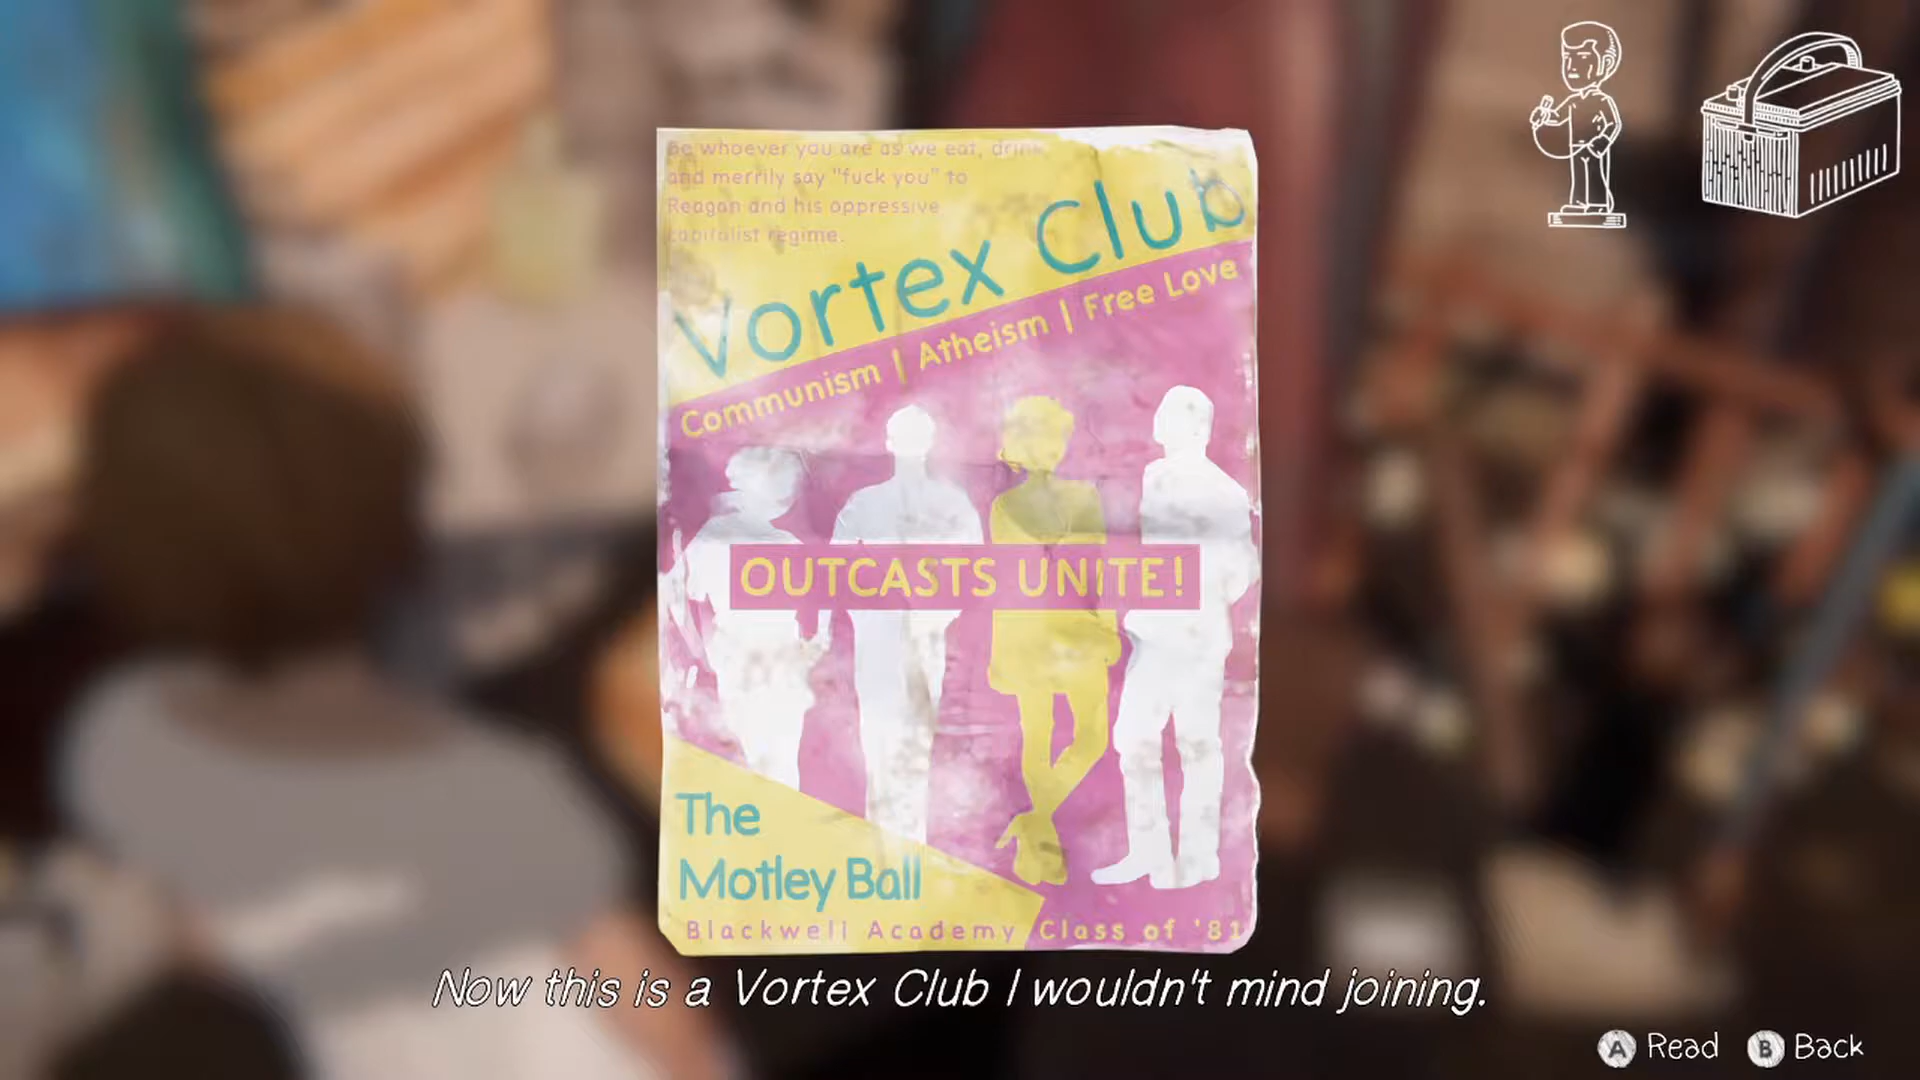 Be whoever you are as we eat, drink
and merrily say "fuck you" to
Reagan and his oppressive
capitalist regime.
Vortex Club
Communism | Atheism | Free Love
OUTCASTS UNITE!
The
Motley Ball
Blackwell Academy Class of '81
Now this is a Vortex Club I wouldn't mind joining.
A Read B Back